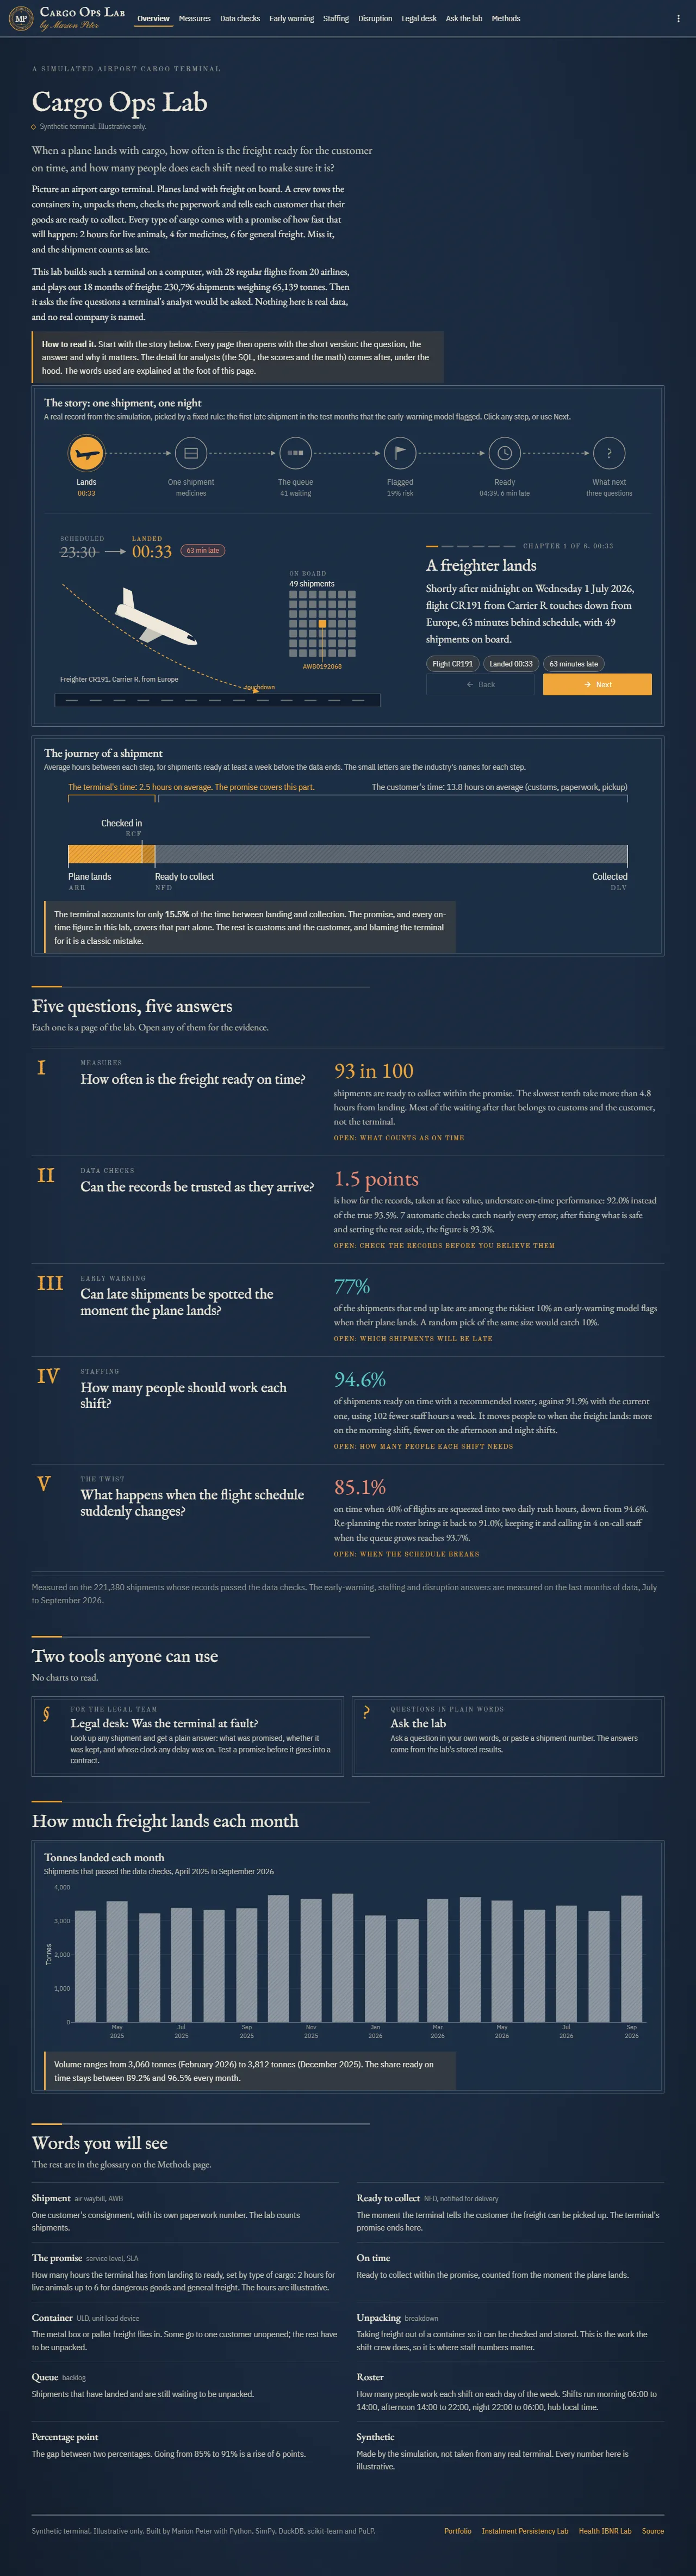 MP
Cargo Ops Lab
by Marion Peter
Overview Measures Data checks Early warning Staffing Disruption Legal desk Ask the lab Methods
A SIMULATED AIRPORT CARGO TERMINAL
Cargo Ops Lab
Synthetic terminal. Illustrative only.
When a plane lands with cargo, how often is the freight ready for the customer
on time, and how many people does each shift need to make sure it is?
Picture an airport cargo terminal. Planes land with freight on board. A crew tows the
containers in, unpacks them, checks the paperwork and tells each customer that their
goods are ready to collect. Every type of cargo comes with a promise of how fast that
will happen: 2 hours for live animals, 4 for medicines, 6 for general freight. Miss it,
and the shipment counts as late.
This lab builds such a terminal on a computer, with 28 regular flights from 20 airlines,
and plays out 18 months of freight: 230,796 shipments weighing 65,139 tonnes. Then
it asks the five questions a terminal's analyst would be asked. Nothing here is real data,
and no real company is named.
How to read it. Start with the story below. Every page then opens with the short version: the question, the
answer and why it matters. The detail for analysts (the SQL, the scores and the math) comes after, under the
hood. The words used are explained at the foot of this page.
The story: one shipment, one night
A real record from the simulation, picked by a fixed rule: the first late shipment in the test months that the early-warning model flagged. Click any step, or use Next.
Lands
00:33
One shipment
medicines
The queue
41 waiting
Flagged
19% risk
Ready
04:39, 6 min late
?
What next
three questions
SCHEDULED
23:30
LANDED
00:33
63 min late
ON BOARD
49 shipments
AWB0192068
Freighter CR191, Carrier R, from Europe
touchdown
CHAPTER 1 OF 6. 00:33
A freighter lands
Shortly after midnight on Wednesday 1 July 2026,
flight CR191 from Carrier R touches down from
Europe, 63 minutes behind schedule, with 49
shipments on board.
Flight CR191 Landed 00:33 63 minutes late
← Back
→ Next
The journey of a shipment
Average hours between each step, for shipments ready at least a week before the data ends. The small letters are the industry's names for each step.
The terminal's time: 2.5 hours on average. The promise covers this part.
The customer's time: 13.8 hours on average (customs, paperwork, pickup)
Checked in
RCF
Plane lands
ARR
Ready to collect
NFD
Collected
DLV
The terminal accounts for only 15.5% of the time between landing and collection. The promise, and every on-
time figure in this lab, covers that part alone. The rest is customs and the customer, and blaming the terminal
for it is a classic mistake.
Five questions, five answers
Each one is a page of the lab. Open any of them for the evidence.
I
MEASURES
How often is the freight ready on time?
93 in 100
shipments are ready to collect within the promise. The slowest tenth take more than 4.8
hours from landing. Most of the waiting after that belongs to customs and the customer,
not the terminal.
OPEN: WHAT COUNTS AS ON TIME
II
DATA CHECKS
Can the records be trusted as they arrive?
1.5 points
is how far the records, taken at face value, understate on-time performance: 92.0% instead
of the true 93.5%. 7 automatic checks catch nearly every error; after fixing what is safe
and setting the rest aside, the figure is 93.3%.
OPEN: CHECK THE RECORDS BEFORE YOU BELIEVE THEM
III
EARLY WARNING
Can late shipments be spotted the
moment the plane lands?
77%
of the shipments that end up late are among the riskiest 10% an early-warning model flags
when their plane lands. A random pick of the same size would catch 10%.
OPEN: WHICH SHIPMENTS WILL BE LATE
IV
STAFFING
How many people should work each
shift?
94.6%
of shipments ready on time with a recommended roster, against 91.9% with the current
one, using 102 fewer staff hours a week. It moves people to when the freight lands: more
on the morning shift, fewer on the afternoon and night shifts.
OPEN: HOW MANY PEOPLE EACH SHIFT NEEDS
V
THE TWIST
What happens when the flight schedule
suddenly changes?
85.1%
on time when 40% of flights are squeezed into two daily rush hours, down from 94.6%.
Re-planning the roster brings it back to 91.0%; keeping it and calling in 4 on-call staff
when the queue grows reaches 93.7%.
OPEN: WHEN THE SCHEDULE BREAKS
Measured on the 221,380 shipments whose records passed the data checks. The early-warning, staffing and disruption answers are measured on the last months of data, July
to September 2026.
Two tools anyone can use
No charts to read.
§
FOR THE LEGAL TEAM
Legal desk: Was the terminal at fault?
Look up any shipment and get a plain answer: what was promised, whether it
was kept, and whose clock any delay was on. Test a promise before it goes into a
contract.
?
QUESTIONS IN PLAIN WORDS
Ask the lab
Ask a question in your own words, or paste a shipment number. The answers
come from the lab's stored results.
How much freight lands each month
Tonnes landed each month
Shipments that passed the data checks, April 2025 to September 2026
4,000
3,000
2,000
1,000
0
Tonnes
May Jul Sep Nov Jan Mar May Jul Sep
2025 2025 2025 2025 2026 2026 2026 2026 2026
Volume ranges from 3,060 tonnes (February 2026) to 3,812 tonnes (December 2025). The share ready on
time stays between 89.2% and 96.5% every month.
Words you will see
The rest are in the glossary on the Methods page.
Shipment air waybill, AWB
One customer's consignment, with its own paperwork number. The lab counts
shipments.
Ready to collect NFD, notified for delivery
The moment the terminal tells the customer the freight can be picked up. The terminal's
promise ends here.
The promise service level, SLA
How many hours the terminal has from landing to ready, set by type of cargo: 2 hours for
live animals up to 6 for dangerous goods and general freight. The hours are illustrative.
On time
Ready to collect within the promise, counted from the moment the plane lands.
Container ULD, unit load device
The metal box or pallet freight flies in. Some go to one customer unopened; the rest have
to be unpacked.
Unpacking breakdown
Taking freight out of a container so it can be checked and stored. This is the work the
shift crew does, so it is where staff numbers matter.
Queue backlog
Shipments that have landed and are still waiting to be unpacked.
Roster
How many people work each shift on each day of the week. Shifts run morning 06:00 to
14:00, afternoon 14:00 to 22:00, night 22:00 to 06:00, hub local time.
Percentage point
The gap between two percentages. Going from 85% to 91% is a rise of 6 points.
Synthetic
Made by the simulation, not taken from any real terminal. Every number here is
illustrative.
Synthetic terminal. Illustrative only. Built by Marion Peter with Python, SimPy, DuckDB, scikit-learn and PuLP.
Portfolio Instalment Persistency Lab Health IBNR Lab Source